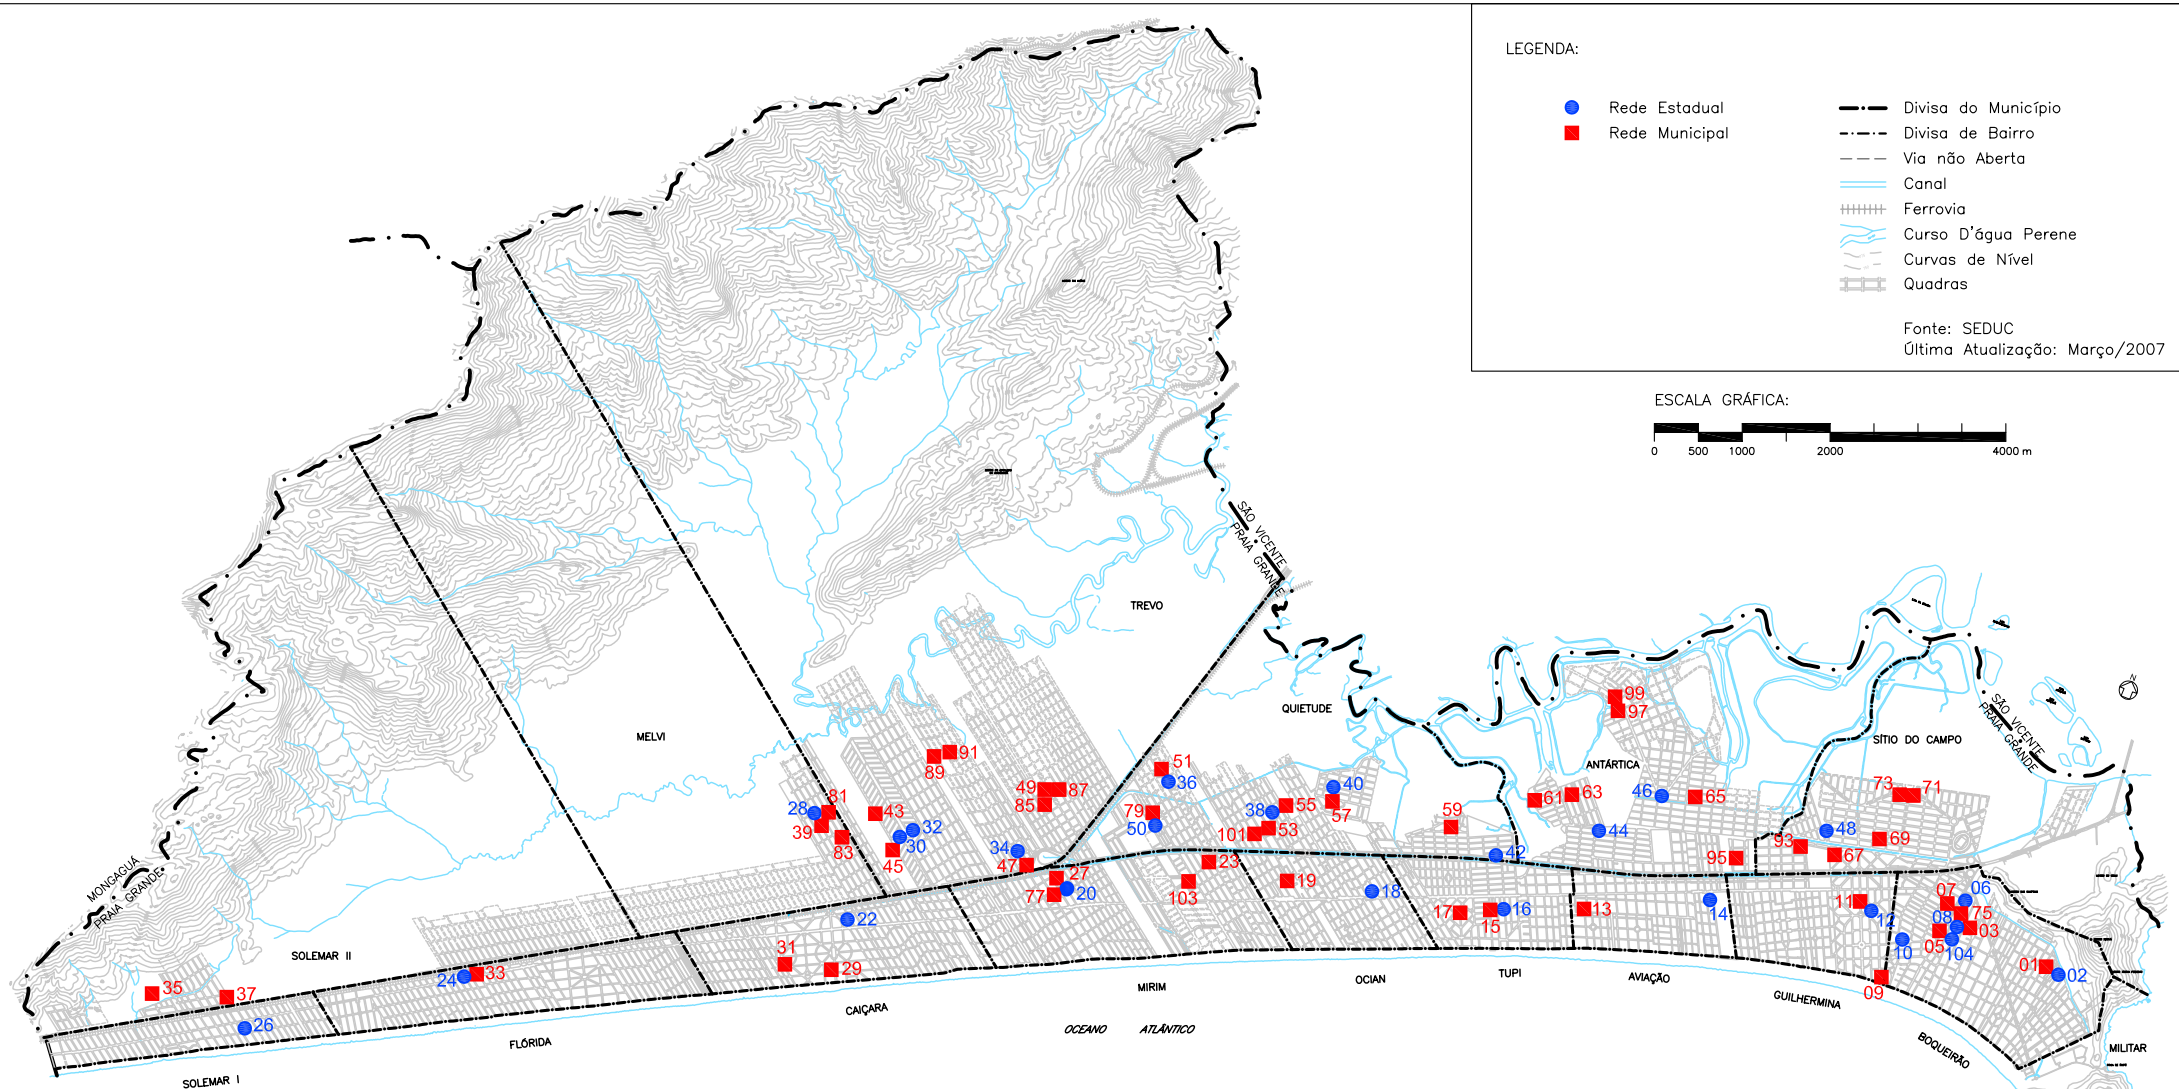 LEGENDA:
Rede Estadual
Rede Municipal
Divisa do Município
Divisa de Bairro
Via não Aberta
Canal
Ferrovia
Curso D'água Perene
Curvas de Nível
Quadras
Fonte: SEDUC
Última Atualização: Março/2007
ESCALA GRÁFICA:
0 500 1000 2000 4000 m
SÃO VICENTE
PRAIA GRANDE
TREVO
QUIETUDE
MELVI
ANTÁRTICA
SÍTIO DO CAMPO
N
SÃO VICENTE
PRAIA GRANDE
MONGAGUÁ
PRAIA GRANDE
SOLEMAR II
99
97
91
89
51
36
49
87
85
40
57
38
55
53
101
79
50
81
28
39
83
43
32
30
45
34
47
27
77
20
23
103
19
18
59
42
61
63
46
65
44
73
71
48
69
93
67
95
17
15
16
13
14
11
12
07
06
08
75
03
05
104
10
01
02
09
22
31
29
24
33
35
37
26
SOLEMAR I
FLÓRIDA
CAIÇARA
MIRIM
OCIAN
TUPI
AVIAÇÃO
GUILHERMINA
BOQUEIRÃO
MILITAR
OCEANO ATLÂNTICO